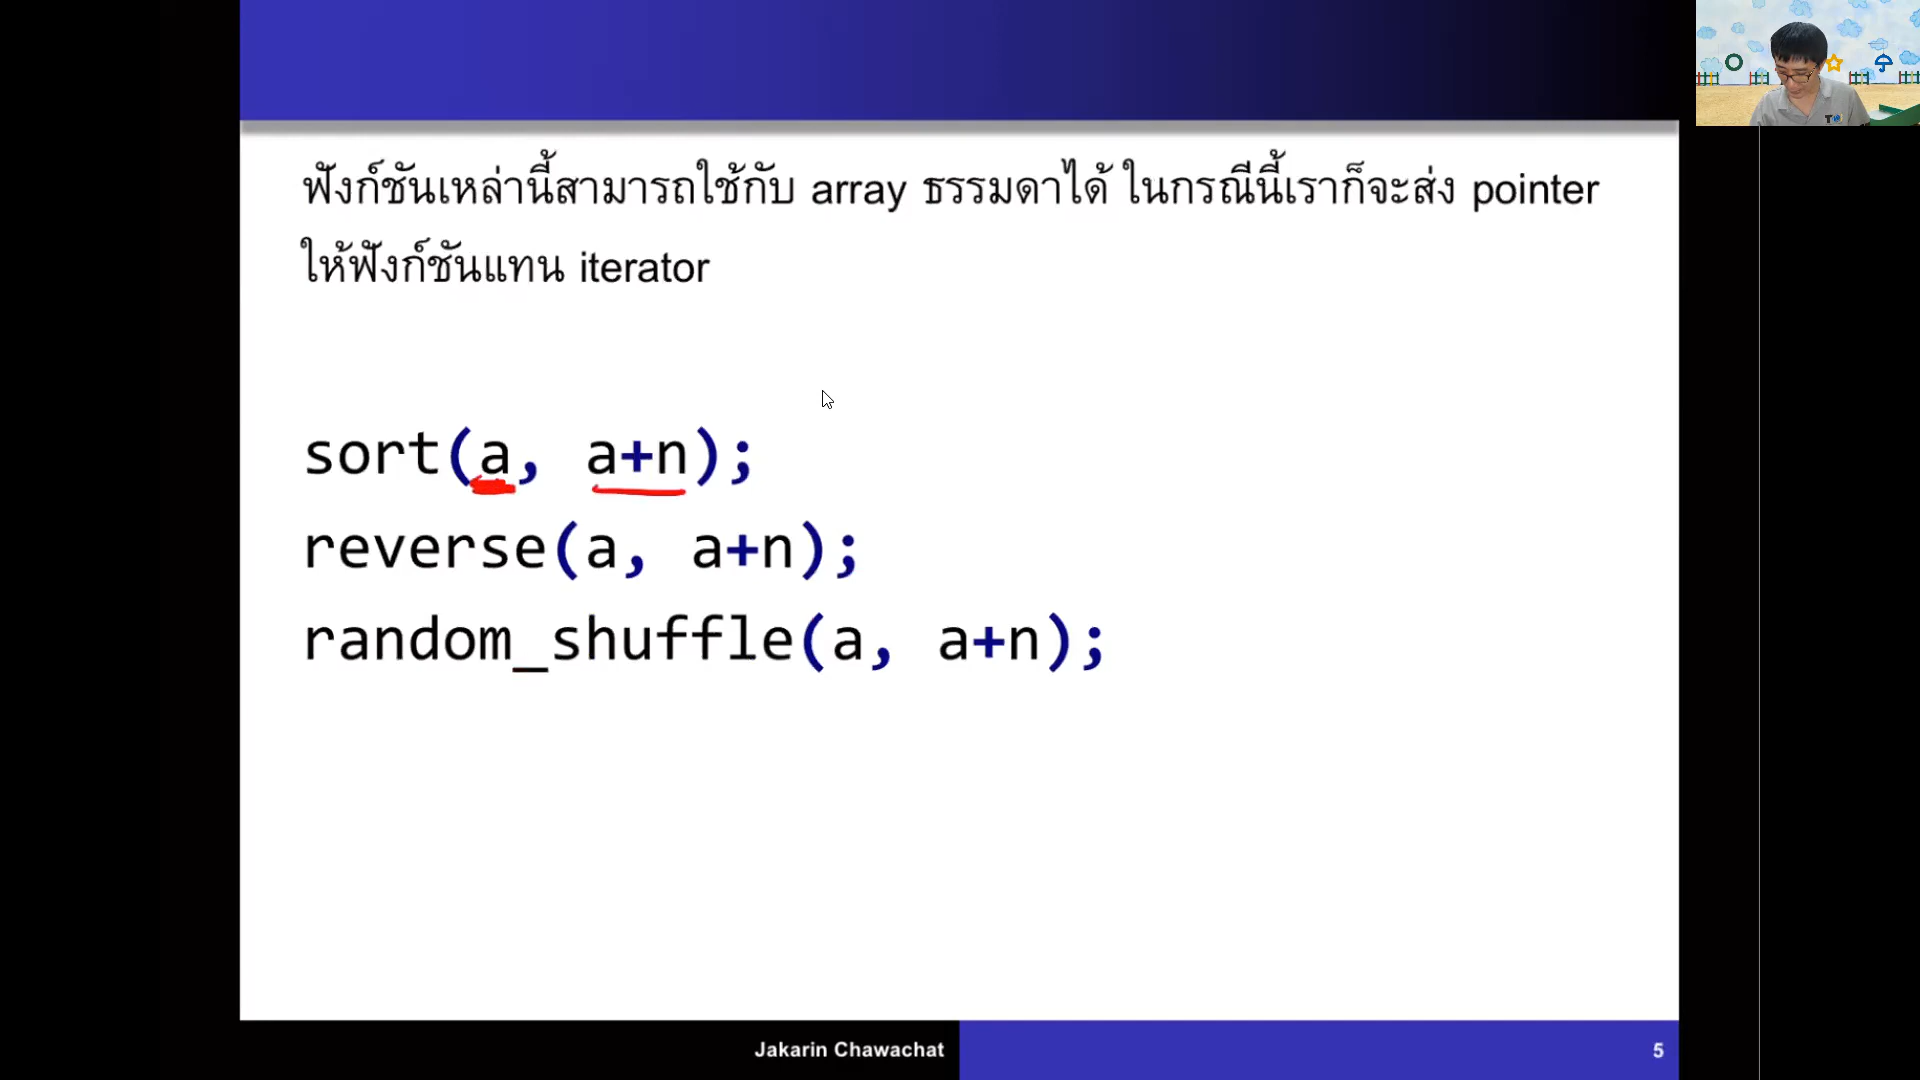 ฟังก์ชันเหล่านี้สามารถใช้กับ array ธรรมดาได้ ในกรณีนี้เราก็จะส่ง pointer
ให้ฟังก์ชันแทน iterator
sort(a, a+n);
reverse(a, a+n);
random_shuffle(a, a+n);
Jakarin Chawachat
5